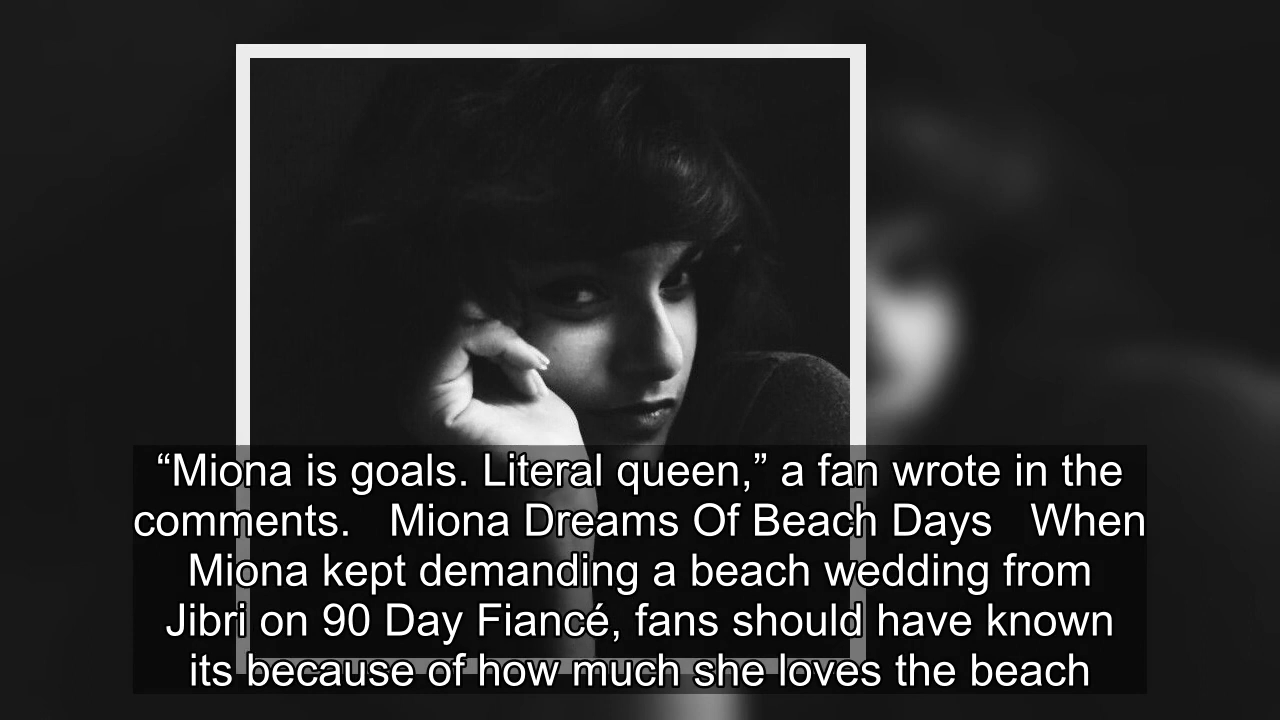 “Miona is goals. Literal queen,” a fan wrote in the
comments.   Miona Dreams Of Beach Days   When
Miona kept demanding a beach wedding from
Jibri on 90 Day Fiancé, fans should have known
its because of how much she loves the beach